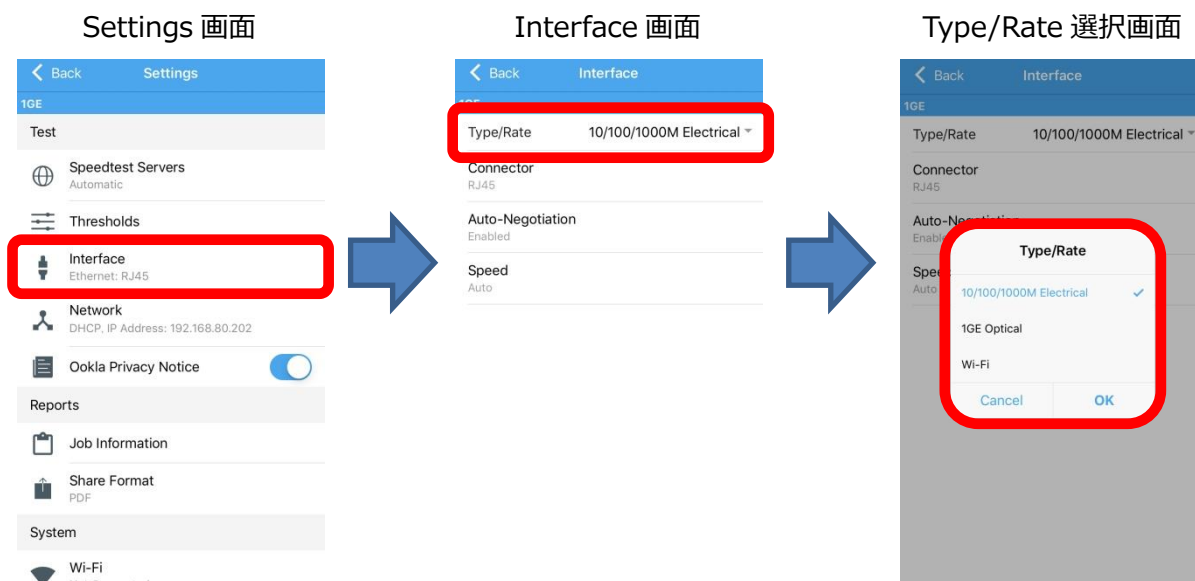 Settings 画面
Back Settings
1GE
Test
Speedtest Servers
Automatic
Thresholds
Interface
Ethernet: RJ45
Network
DHCP, IP Address: 192.168.80.202
Ookla Privacy Notice
Reports
Job Information
Share Format
PDF
System
Wi-Fi
Interface 画面
Back Interface
Type/Rate 10/100/1000M Electrical
Connector
RJ45
Auto-Negotiation
Enabled
Speed
Auto
Type/Rate 選択画面
Back Interface
1GE
Type/Rate 10/100/1000M Electrical
Connector
RJ45
Type/Rate
10/100/1000M Electrical
1GE Optical
Wi-Fi
Cancel OK
Auto